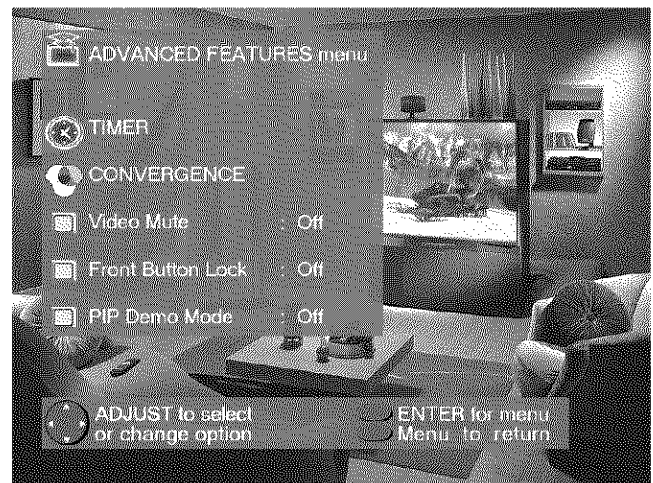 ADVANCED FEATURES menu
TIMER
CONVERGENCE
Video Mute : Off
Front Button Lock : Off
PIP Demo Mode : Off
ADJUST to select
or change option
ENTER for menu
Menu to return